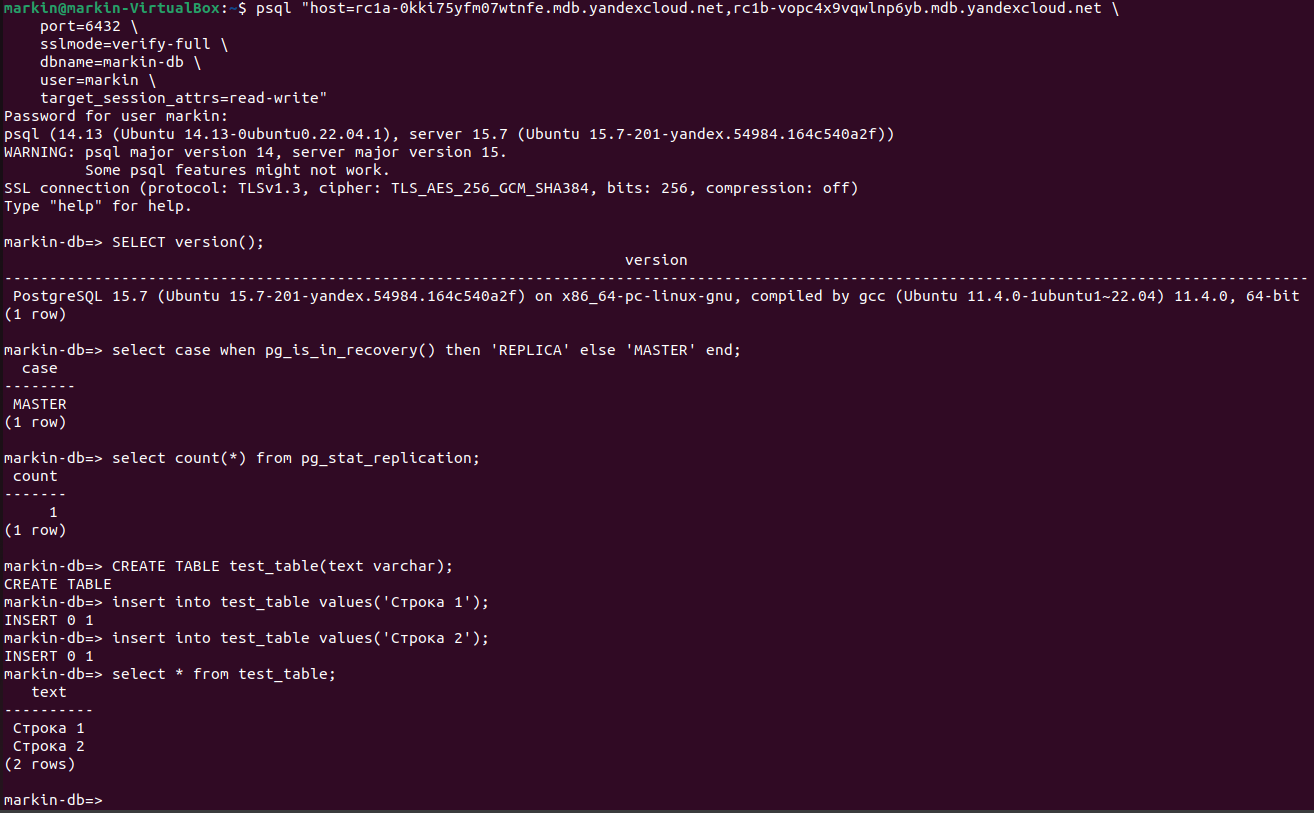 markin@markin-VirtualBox:~$ psql "host=rc1a-0kki75yfm07wtnfe.mdb.yandexcloud.net,rc1b-vopc4x9vqwlnp6yb.mdb.yandexcloud.net \
    port=6432 \
    sslmode=verify-full \
    dbname=markin-db \
    user=markin \
    target_session_attrs=read-write"
Password for user markin:
psql (14.13 (Ubuntu 14.13-0ubuntu0.22.04.1), server 15.7 (Ubuntu 15.7-201-yandex.54984.164c540a2f))
WARNING: psql major version 14, server major version 15.
         Some psql features might not work.
SSL connection (protocol: TLSv1.3, cipher: TLS_AES_256_GCM_SHA384, bits: 256, compression: off)
Type "help" for help.
markin-db=> SELECT version();
version
-------------------------------------------------------------------------------------------------------------------------------------------------
 PostgreSQL 15.7 (Ubuntu 15.7-201-yandex.54984.164c540a2f) on x86_64-pc-linux-gnu, compiled by gcc (Ubuntu 11.4.0-1ubuntu1~22.04) 11.4.0, 64-bit
(1 row)
markin-db=> select case when pg_is_in_recovery() then 'REPLICA' else 'MASTER' end;
  case
--------
 MASTER
(1 row)
markin-db=> select count(*) from pg_stat_replication;
 count
-------
     1
(1 row)
markin-db=> CREATE TABLE test_table(text varchar);
CREATE TABLE
markin-db=> insert into test_table values('Строка 1');
INSERT 0 1
markin-db=> insert into test_table values('Строка 2');
INSERT 0 1
markin-db=> select * from test_table;
   text
----------
 Строка 1
 Строка 2
(2 rows)
markin-db=>